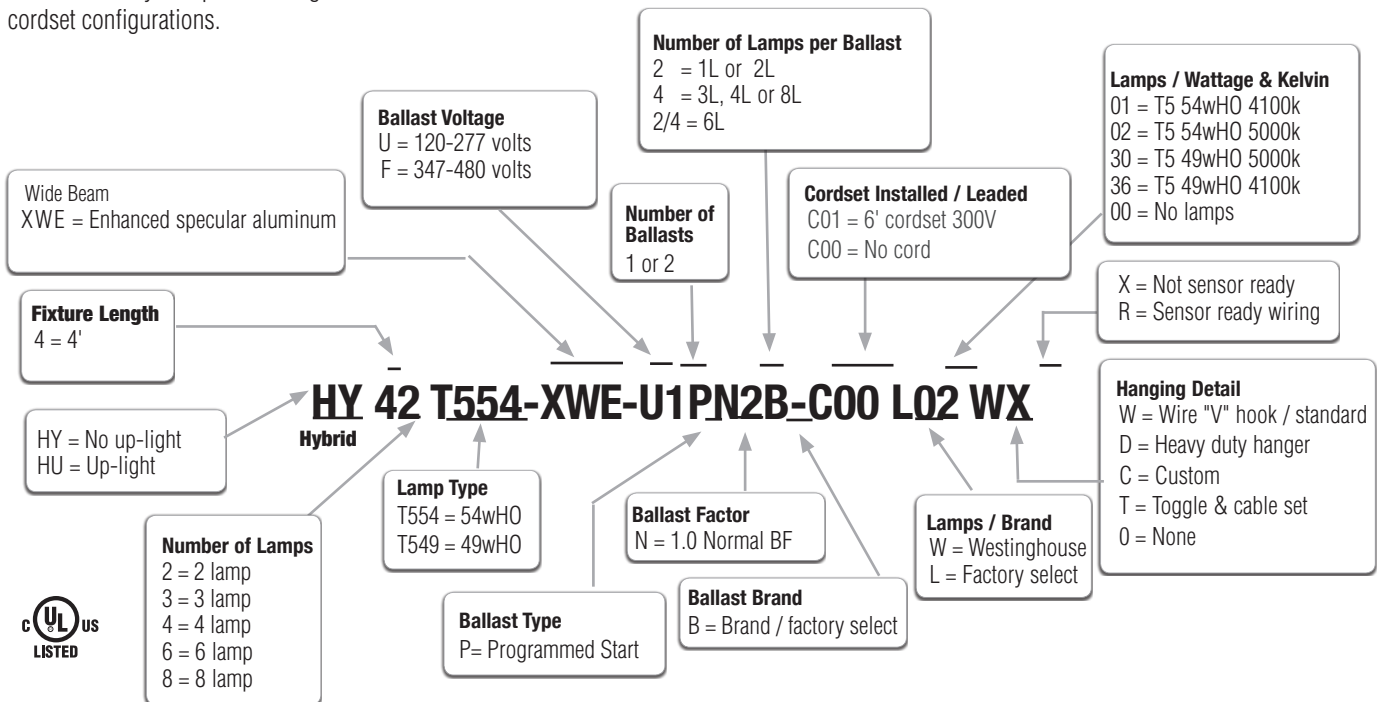 cordset configurations.
Number of Lamps per Ballast
2 = 1L or 2L
4 = 3L, 4L or 8L
2/4 = 6L
Lamps / Wattage & Kelvin
01 = T5 54wHO 4100k
02 = T5 54wHO 5000k
30 = T5 49wHO 5000k
36 = T5 49wHO 4100k
00 = No lamps
Ballast Voltage
U = 120-277 volts
F = 347-480 volts
Wide Beam
XWE = Enhanced specular aluminum
Number of
Ballasts
1 or 2
Cordset Installed / Leaded
C01 = 6' cordset 300V
C00 = No cord
X = Not sensor ready
R = Sensor ready wiring
Fixture Length
4 = 4'
HY 42 T554-XWE-U1PN2B-C00 L02 WX
Hybrid
HY = No up-light
HU = Up-light
Hanging Detail
W = Wire "V" hook / standard
D = Heavy duty hanger
C = Custom
T = Toggle & cable set
0 = None
Lamp Type
T554 = 54wHO
T549 = 49wHO
Ballast Factor
N = 1.0 Normal BF
Lamps / Brand
W = Westinghouse
L = Factory select
Number of Lamps
2 = 2 lamp
3 = 3 lamp
4 = 4 lamp
6 = 6 lamp
8 = 8 lamp
Ballast Type
P= Programmed Start
Ballast Brand
B = Brand / factory select
C UL US
LISTED